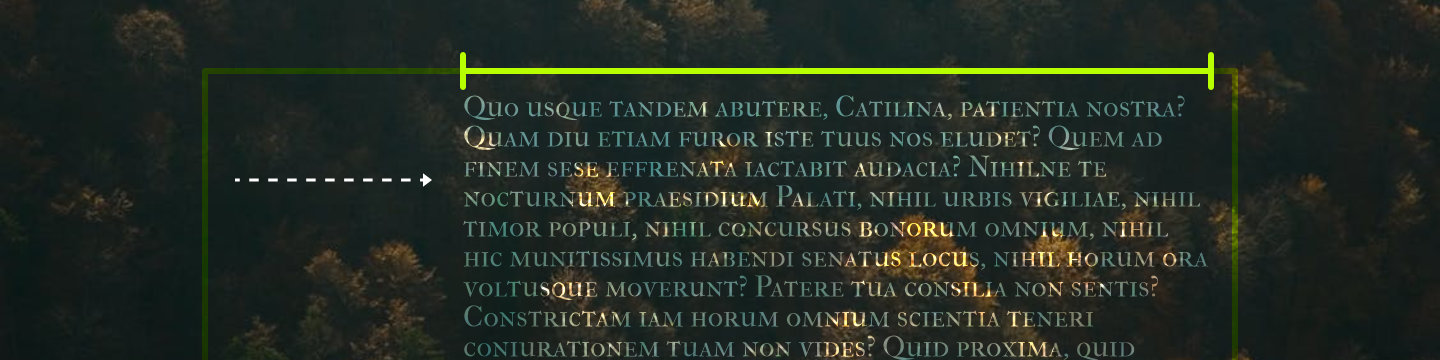 Quo usque tandem abutere, Catilina, patientia nostra?
Quam diu etiam furor iste tuus nos eludet? Quem ad
finem sese effrenata iactabit audacia? Nihilne te
nocturnum praesidium Palati, nihil urbis vigiliae, nihil
timor populi, nihil concursus bonorum omnium, nihil
hic munitissimus habendi senatus locus, nihil horum ora
voltusque moverunt? Patere tua consilia non sentis?
Constrictam iam horum omnium scientia teneri
coniurationem tuam non vides? Quid proxima, quid